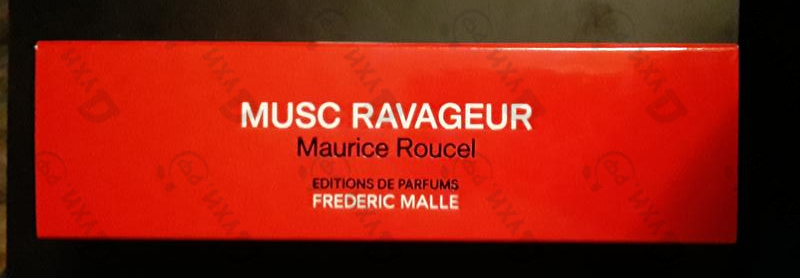 MUSC RAVAGEUR
Maurice Roucel
EDITIONS DE PARFUMS
FREDERIC MALLE